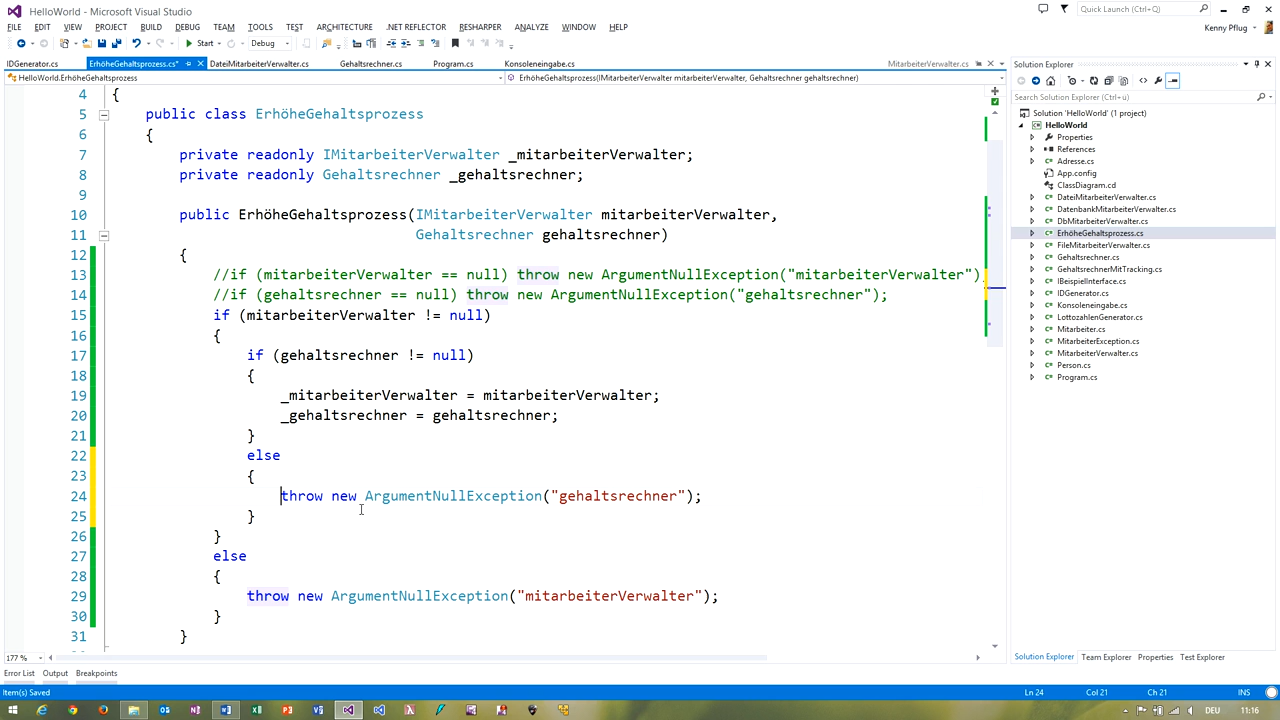 HelloWorld - Microsoft Visual Studio
Quick Launch (Ctrl+Q)
FILE EDIT VIEW PROJECT BUILD DEBUG TEAM TOOLS TEST ARCHITECTURE .NET REFLECTOR RESHARPER ANALYZE WINDOW HELP
Kenny Pflug
Start Debug
IDGenerator.cs ErhöheGehaltsprozess.cs* DateiMitarbeiterVerwalter.cs Gehaltsrechner.cs Program.cs Konsoleneingabe.cs MitarbeiterVerwalter.cs
HelloWorld.ErhöheGehaltsprozess ErhöheGehaltsprozess(IMitarbeiterVerwalter mitarbeiterVerwalter, Gehaltsrechner gehaltsrechner)
4 {
5 public class ErhöheGehaltsprozess
6 {
7 private readonly IMitarbeiterVerwalter _mitarbeiterVerwalter;
8 private readonly Gehaltsrechner _gehaltsrechner;
9
10 public ErhöheGehaltsprozess(IMitarbeiterVerwalter mitarbeiterVerwalter,
11 Gehaltsrechner gehaltsrechner)
12 {
13 //if (mitarbeiterVerwalter == null) throw new ArgumentNullException("mitarbeiterVerwalter")
14 //if (gehaltsrechner == null) throw new ArgumentNullException("gehaltsrechner");
15 if (mitarbeiterVerwalter != null)
16 {
17 if (gehaltsrechner != null)
18 {
19 _mitarbeiterVerwalter = mitarbeiterVerwalter;
20 _gehaltsrechner = gehaltsrechner;
21 }
22 else
23 {
24 throw new ArgumentNullException("gehaltsrechner");
25 }
26 }
27 else
28 {
29 throw new ArgumentNullException("mitarbeiterVerwalter");
30 }
31 }
177 %
Solution Explorer
Search Solution Explorer (Ctrl+ü)
Solution 'HelloWorld' (1 project)
HelloWorld
Properties
References
Adresse.cs
App.config
ClassDiagram.cd
DateiMitarbeiterVerwalter.cs
DatenbankMitarbeiterVerwalter.cs
DbMitarbeiterVerwalter.cs
ErhöheGehaltsprozess.cs
FileMitarbeiterVerwalter.cs
Gehaltsrechner.cs
GehaltsrechnerMitTracking.cs
IBeispielInterface.cs
IDGenerator.cs
Konsoleneingabe.cs
LottozahlenGenerator.cs
Mitarbeiter.cs
MitarbeiterException.cs
MitarbeiterVerwalter.cs
Person.cs
Program.cs
Solution Explorer Team Explorer Properties Test Explorer
Error List Output Breakpoints
Item(s) Saved Ln 24 Col 21 Ch 21 INS
DEU 11:16